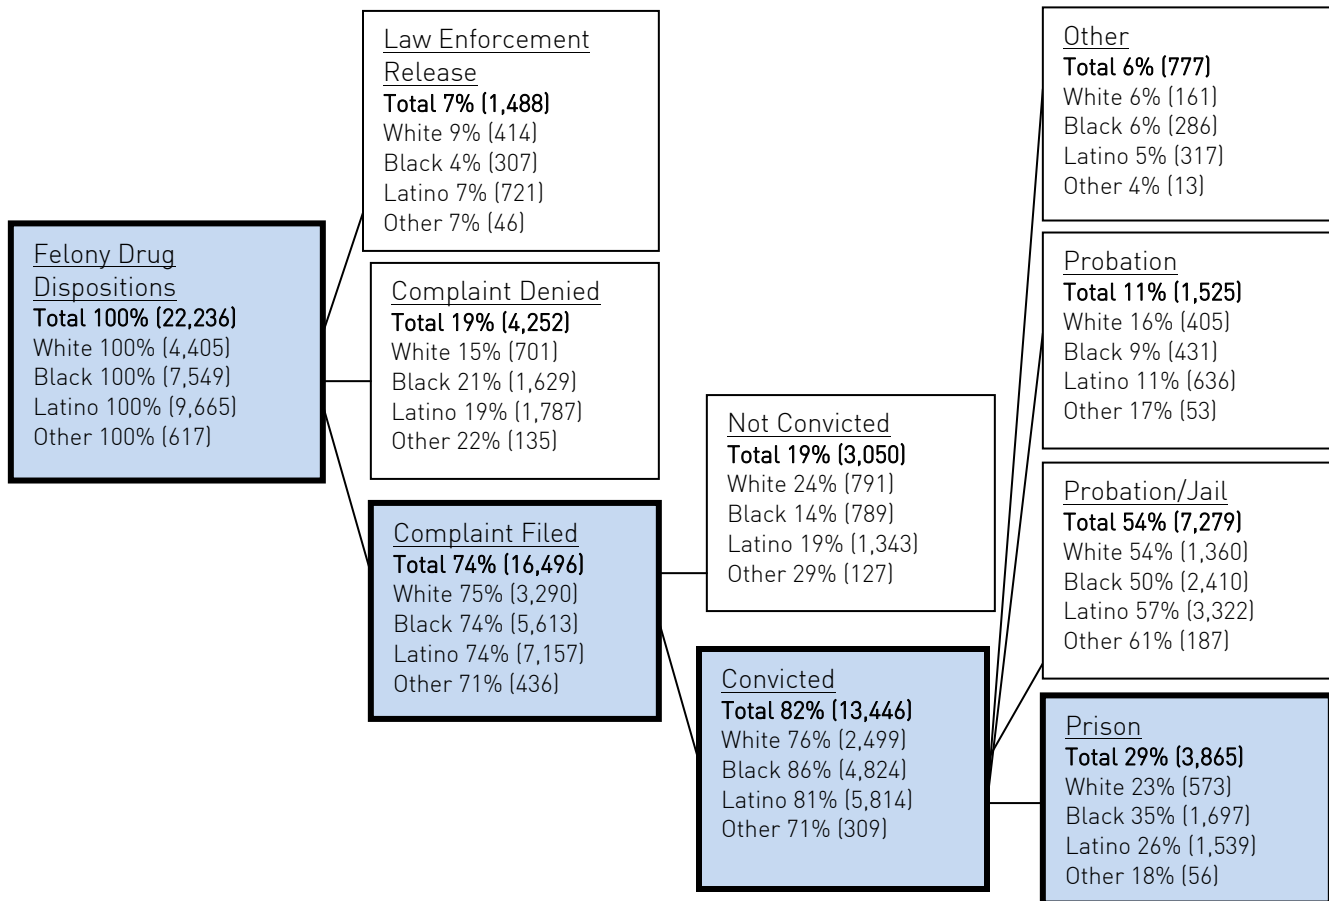 Law Enforcement
Release
Total 7% (1,488)
White 9% (414)
Black 4% (307)
Latino 7% (721)
Other 7% (46)
Other
Total 6% (777)
White 6% (161)
Black 6% (286)
Latino 5% (317)
Other 4% (13)
Felony Drug
Dispositions
Total 100% (22,236)
White 100% (4,405)
Black 100% (7,549)
Latino 100% (9,665)
Other 100% (617)
Complaint Denied
Total 19% (4,252)
White 15% (701)
Black 21% (1,629)
Latino 19% (1,787)
Other 22% (135)
Probation
Total 11% (1,525)
White 16% (405)
Black 9% (431)
Latino 11% (636)
Other 17% (53)
Not Convicted
Total 19% (3,050)
White 24% (791)
Black 14% (789)
Latino 19% (1,343)
Other 29% (127)
Probation/Jail
Total 54% (7,279)
White 54% (1,360)
Black 50% (2,410)
Latino 57% (3,322)
Other 61% (187)
Complaint Filed
Total 74% (16,496)
White 75% (3,290)
Black 74% (5,613)
Latino 74% (7,157)
Other 71% (436)
Convicted
Total 82% (13,446)
White 76% (2,499)
Black 86% (4,824)
Latino 81% (5,814)
Other 71% (309)
Prison
Total 29% (3,865)
White 23% (573)
Black 35% (1,697)
Latino 26% (1,539)
Other 18% (56)